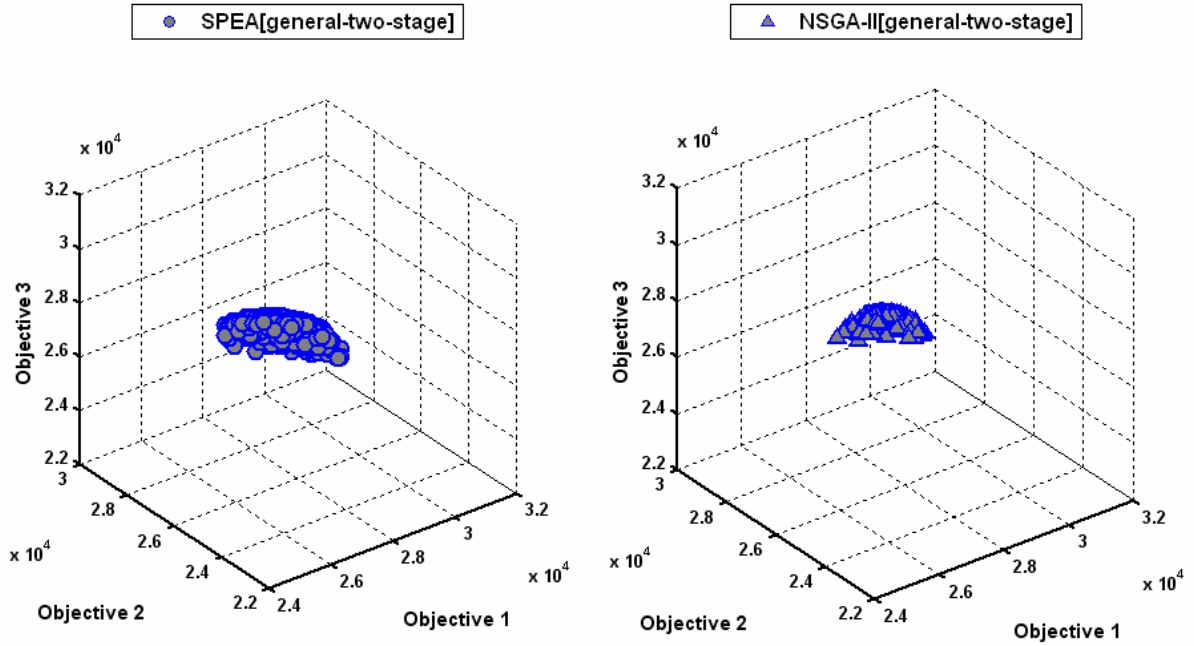 SPEA[general-two-stage]
x 10^4
3.2
3
2.8
2.6
2.4
2.2
Objective 3
3
2.8
2.6
2.4
2.2
x 10^4
Objective 2
2.4
2.6
2.8
3
3.2
x 10^4
Objective 1
NSGA-II[general-two-stage]
x 10^4
3.2
3
2.8
2.6
2.4
2.2
Objective 3
3
2.8
2.6
2.4
2.2
x 10^4
Objective 2
2.4
2.6
2.8
3
3.2
x 10^4
Objective 1